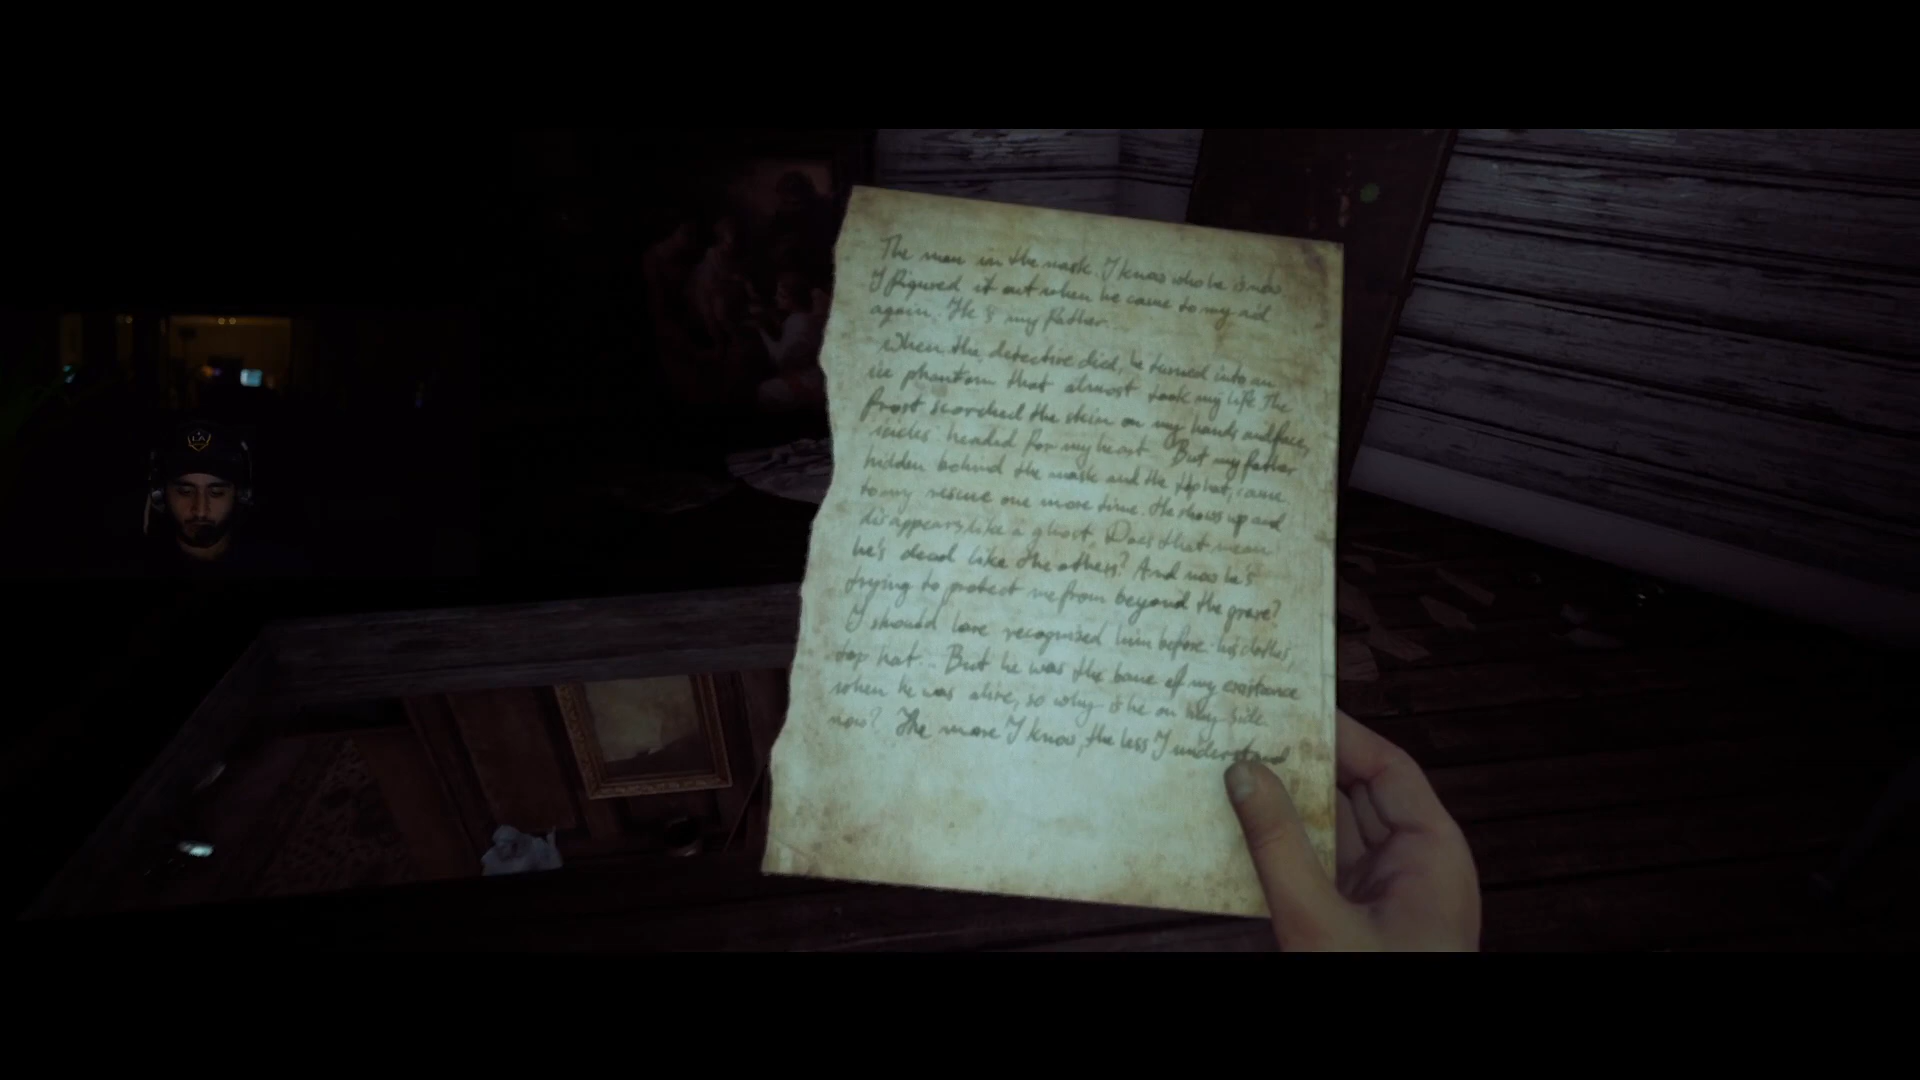 The man in the mask. I know who he is now
I figured it out when he came to my aid
again. He's my father.
When the detective died, he turned into an
ice phantom that almost took my life. The
frost scorched the skin on my hands and face,
icicles headed for my heart. But my father
hidden behind the mask and the top hat, came
to my rescue one more time. He shows up and
disappears like a ghost. Does that mean
he's dead like the others? And now he's
trying to protect me from beyond the grave?
I should have recognized him before - his clothes,
top hat... But he was the bane of my existance
when he was alive, so why is he on my side
now? The more I know, the less I understand
LA